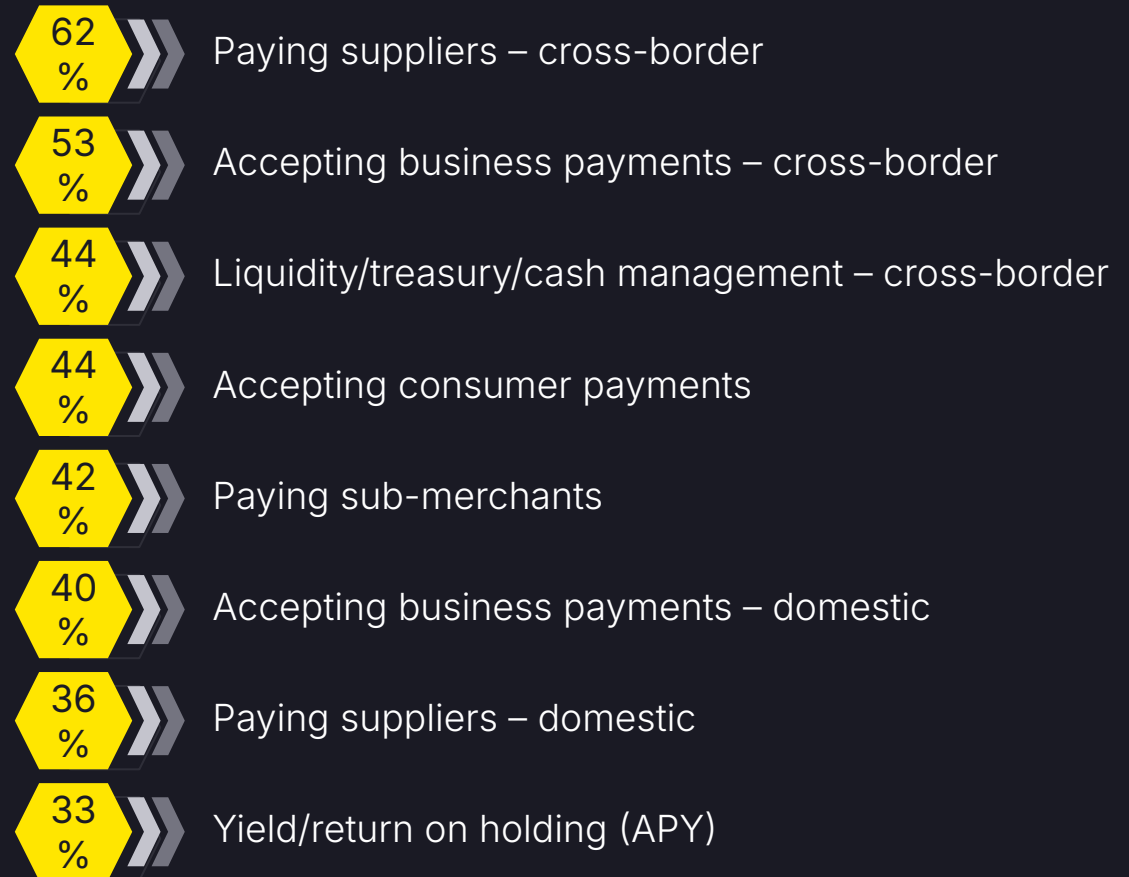 62
%
Paying suppliers – cross-border
53
%
Accepting business payments – cross-border
44
%
Liquidity/treasury/cash management – cross-border
44
%
Accepting consumer payments
42
%
Paying sub-merchants
40
%
Accepting business payments – domestic
36
%
Paying suppliers – domestic
33
%
Yield/return on holding (APY)